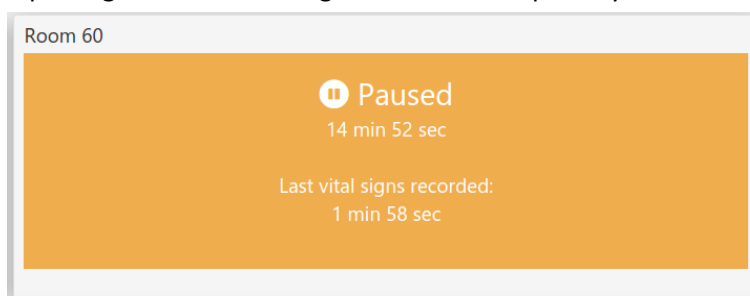 Room 60
Paused
14 min 52 sec
Last vital signs recorded:
1 min 58 sec